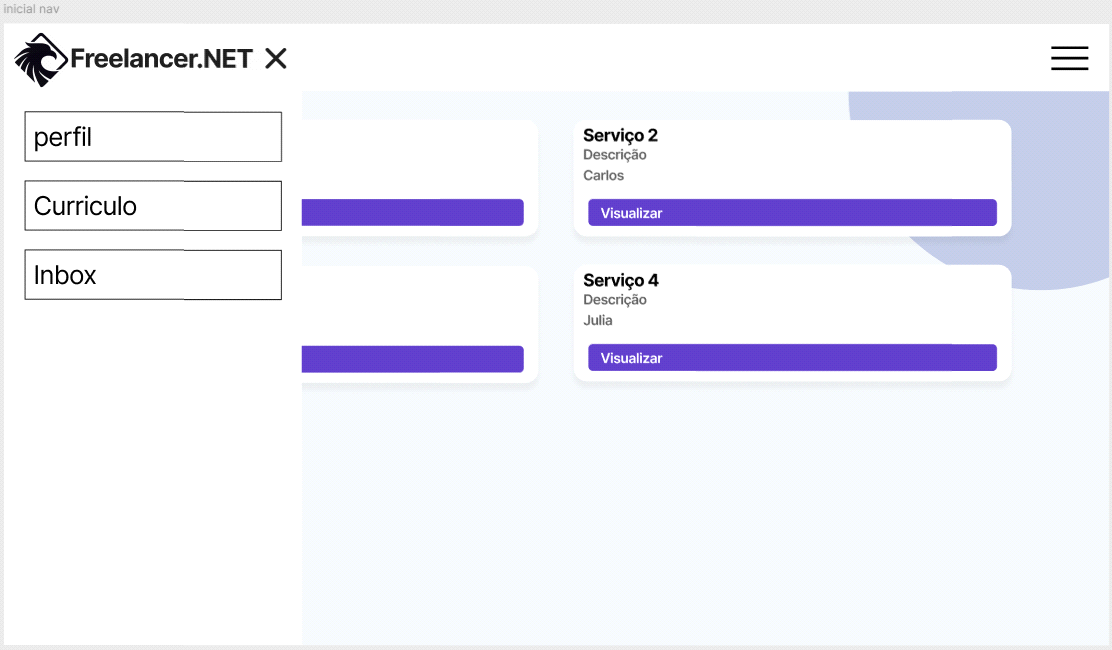 inicial nav
Freelancer.NET
perfil
Curriculo
Inbox
Serviço 2
Descrição
Carlos
Visualizar
Serviço 4
Descrição
Julia
Visualizar